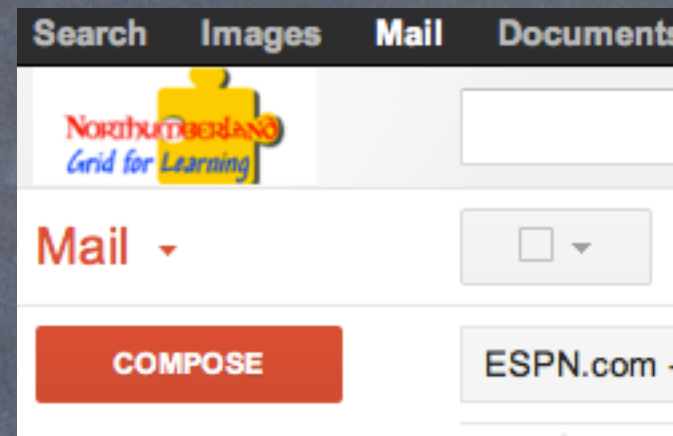 Search Images Mail Documents
Northumberland
Grid for Learning
Mail
COMPOSE
ESPN.com -